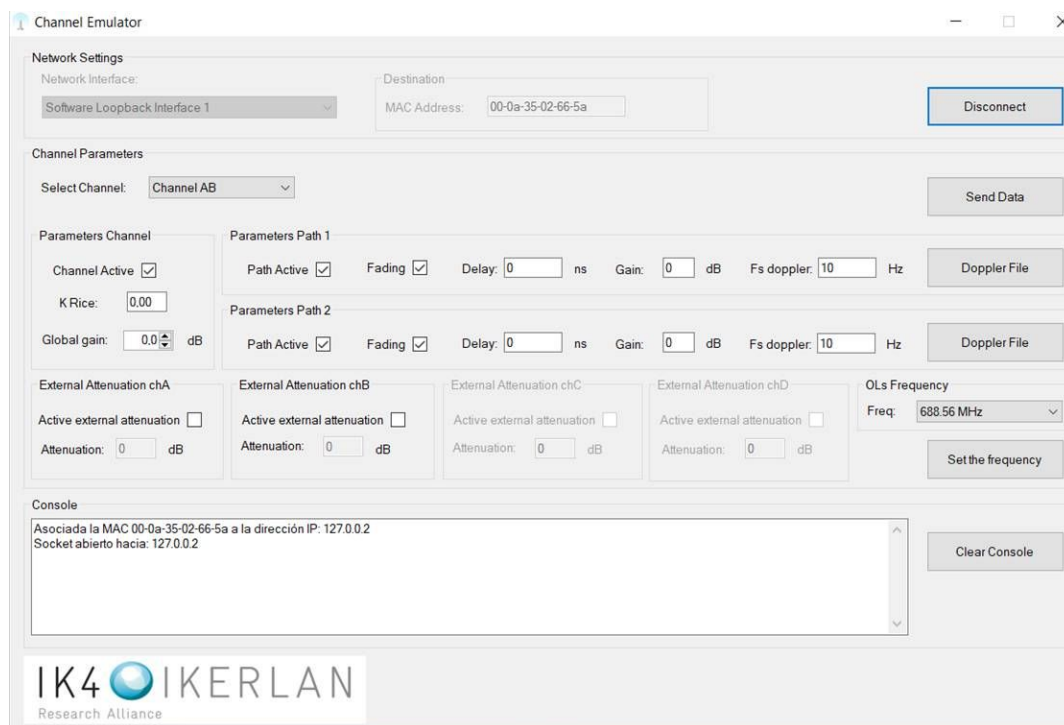 Channel Emulator
Network Settings
Network Interface:
Software Loopback Interface 1
Destination
MAC Address: 00-0a-35-02-66-5a
Disconnect
Channel Parameters
Select Channel: Channel AB
Send Data
Parameters Channel
Channel Active
K Rice: 0,00
Global gain: 0,0 dB
Parameters Path 1
Path Active Fading Delay: 0 ns Gain: 0 dB Fs doppler: 10 Hz
Doppler File
Parameters Path 2
Path Active Fading Delay: 0 ns Gain: 0 dB Fs doppler: 10 Hz
Doppler File
External Attenuation chA
Active external attenuation
Attenuation: 0 dB
External Attenuation chB
Active external attenuation
Attenuation: 0 dB
External Attenuation chC
Active external attenuation
Attenuation: 0 dB
External Attenuation chD
Active external attenuation
Attenuation: 0 dB
OLs Frequency
Freq: 688.56 MHz
Set the frequency
Console
Asociada la MAC 00-0a-35-02-66-5a a la dirección IP: 127.0.0.2
Socket abierto hacia: 127.0.0.2
Clear Console
IK4 IKERLAN
Research Alliance